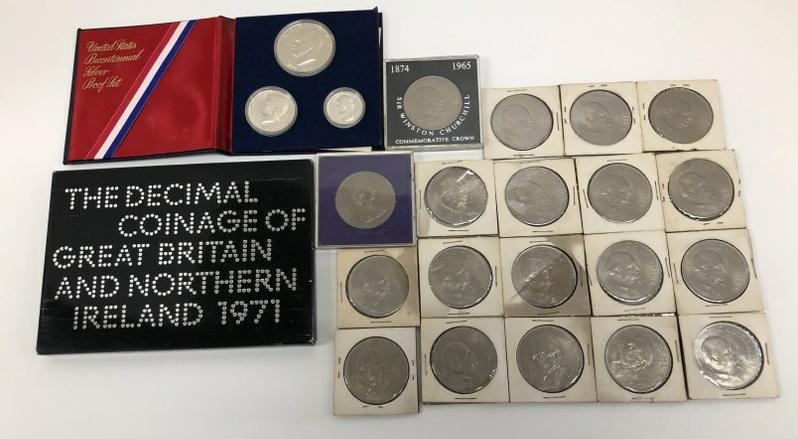 United States
Bicentennial
Silver
Proof Set
1874 1965
SIR WINSTON CHURCHILL
COMMEMORATIVE CROWN
THE DECIMAL
COINAGE OF
GREAT BRITAIN
AND NORTHERN
IRELAND 1971